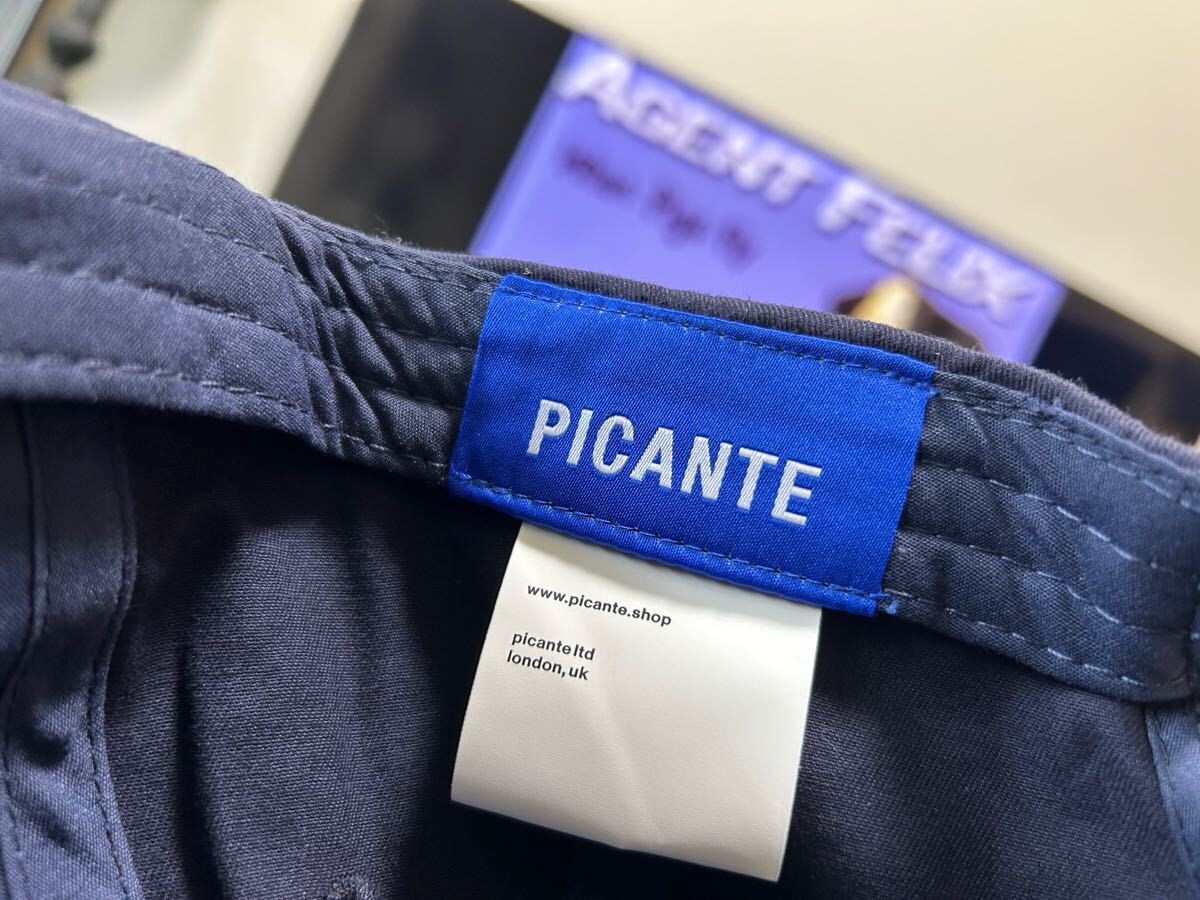 AGENT FELIX
PICANTE
www.picante.shop
picante ltd
london, uk